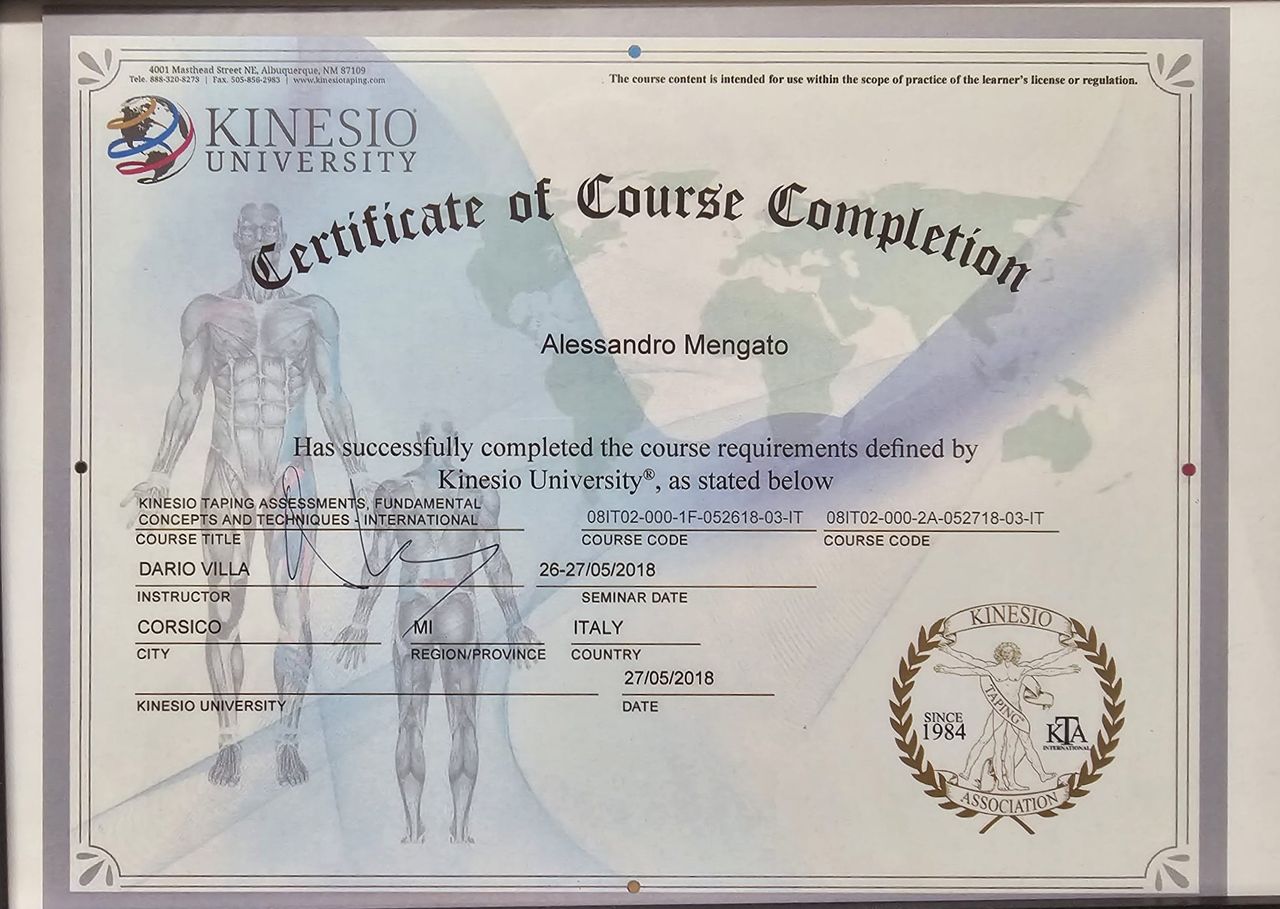 4001 Masthead Street NE, Albuquerque, NM 87109
Tele. 888-320-8273 | Fax. 505-856-2983 | www.kinesiotaping.com
The course content is intended for use within the scope of practice of the learner's license or regulation.
KINESIO
UNIVERSITY
Certificate of Course Completion
Alessandro Mengato
Has successfully completed the course requirements defined by
Kinesio University®, as stated below
KINESIO TAPING ASSESSMENTS, FUNDAMENTAL
CONCEPTS AND TECHNIQUES - INTERNATIONAL
08IT02-000-1F-052618-03-IT
08IT02-000-2A-052718-03-IT
COURSE TITLE
COURSE CODE
COURSE CODE
DARIO VILLA
26-27/05/2018
INSTRUCTOR
SEMINAR DATE
CORSICO
MI
ITALY
CITY
REGION/PROVINCE
COUNTRY
27/05/2018
KINESIO UNIVERSITY
DATE
KINESIO
TAPING
SINCE
1984
KTA
INTERNATIONAL
ASSOCIATION